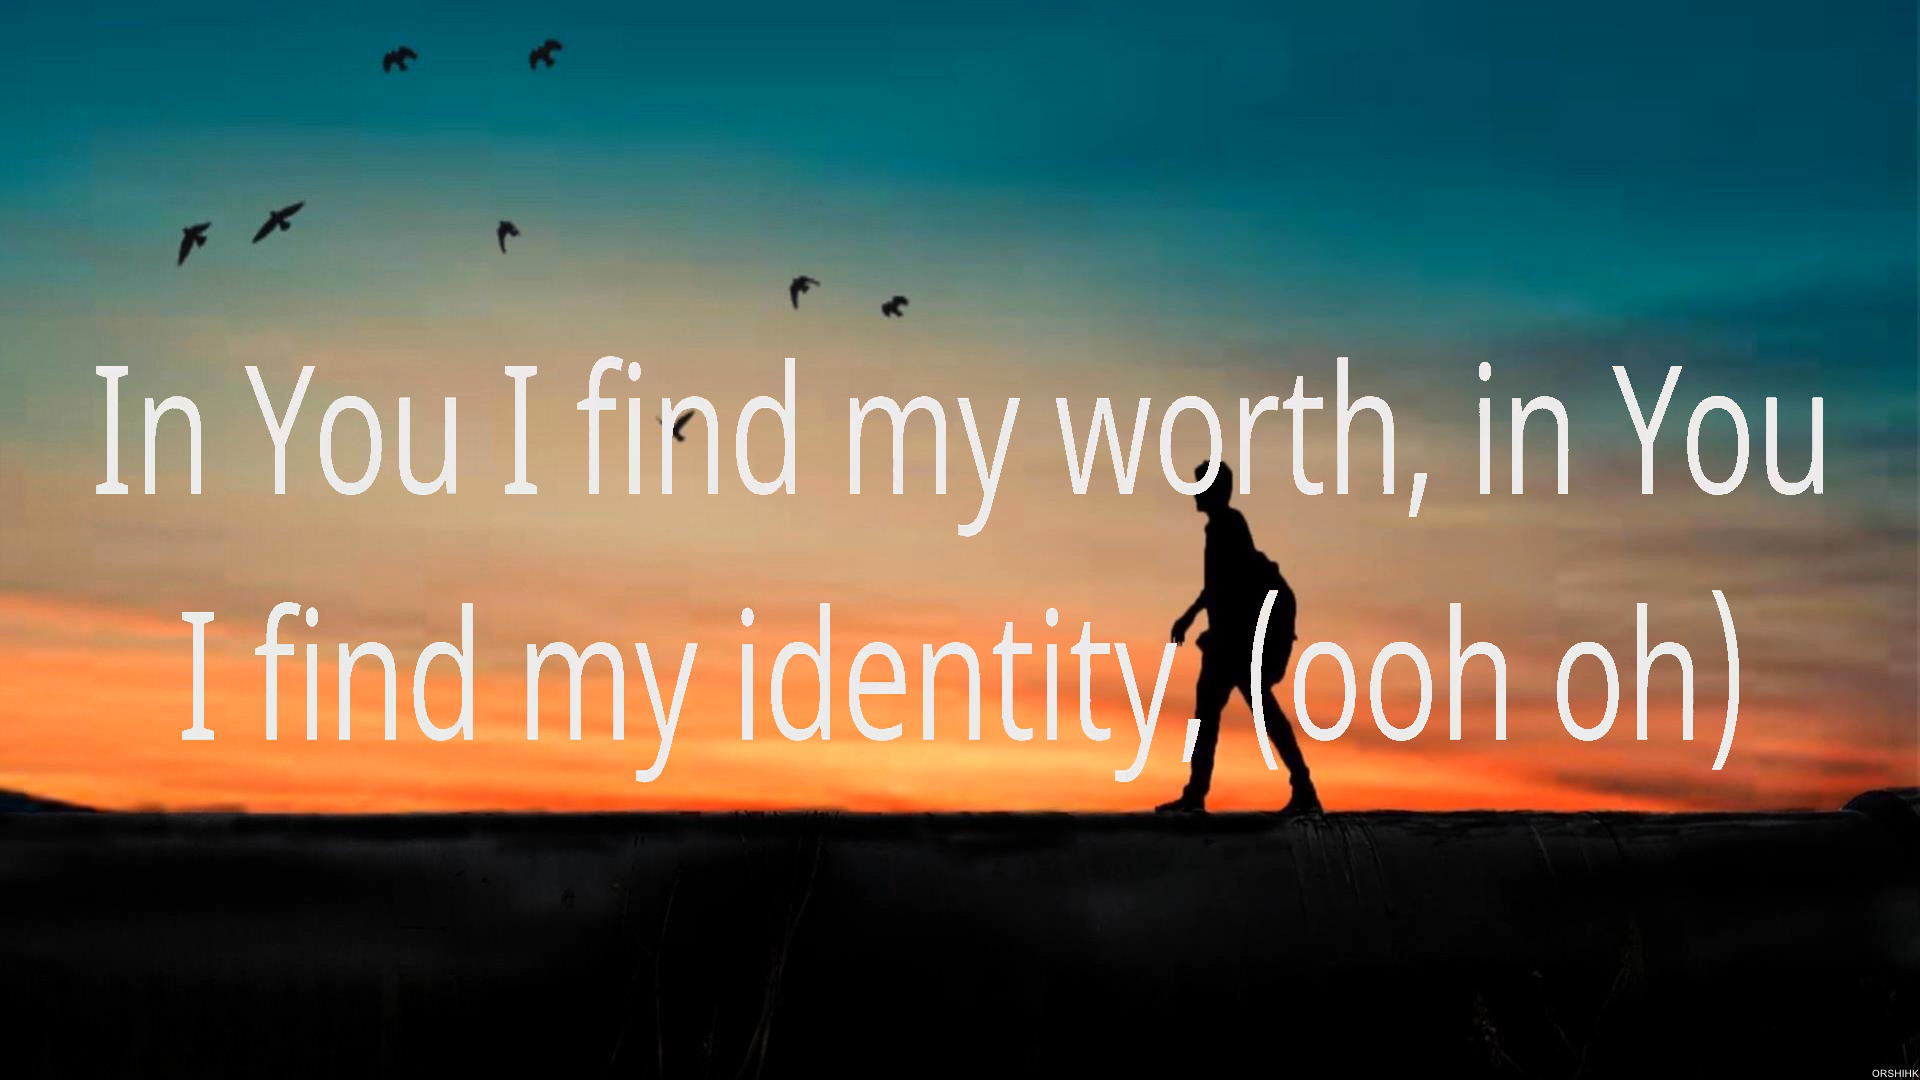 In You I find my worth, in You
I find my identity, (ooh oh)
ORSHIHK